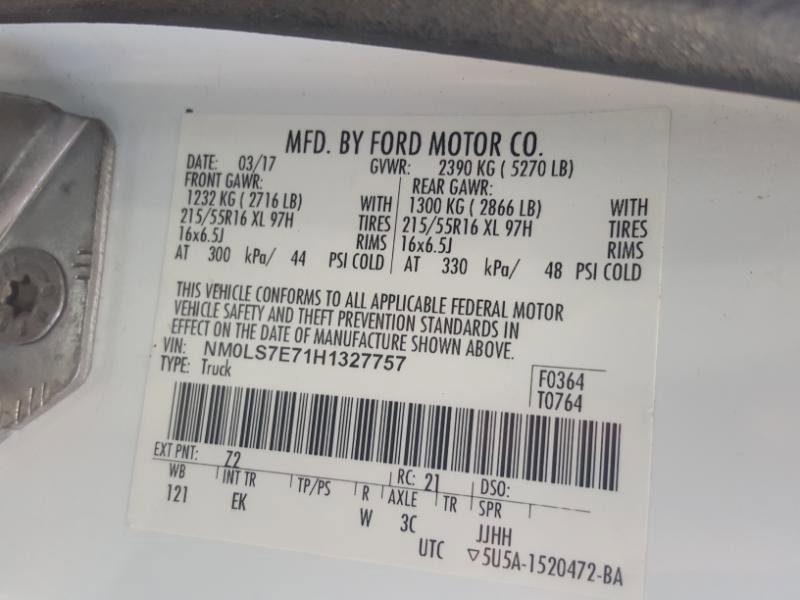 MFD. BY FORD MOTOR CO.
DATE: 03/17 GVWR: 2390 KG ( 5270 LB)
FRONT GAWR: REAR GAWR:
1232 KG ( 2716 LB) WITH 1300 KG ( 2866 LB) WITH
215/55R16 XL 97H TIRES 215/55R16 XL 97H TIRES
16x6.5J RIMS 16x6.5J RIMS
AT 300 kPa/ 44 PSI COLD AT 330 kPa/ 48 PSI COLD
THIS VEHICLE CONFORMS TO ALL APPLICABLE FEDERAL MOTOR
VEHICLE SAFETY AND THEFT PREVENTION STANDARDS IN
EFFECT ON THE DATE OF MANUFACTURE SHOWN ABOVE.
VIN: NM0LS7E71H1327757
TYPE: Truck
F0364
T0764
EXT PNT: Z2 RC: 21 DSO:
WB INT TR TP/PS R AXLE TR SPR
121 EK W 3C JJHH
UTC ▽5U5A-1520472-BA